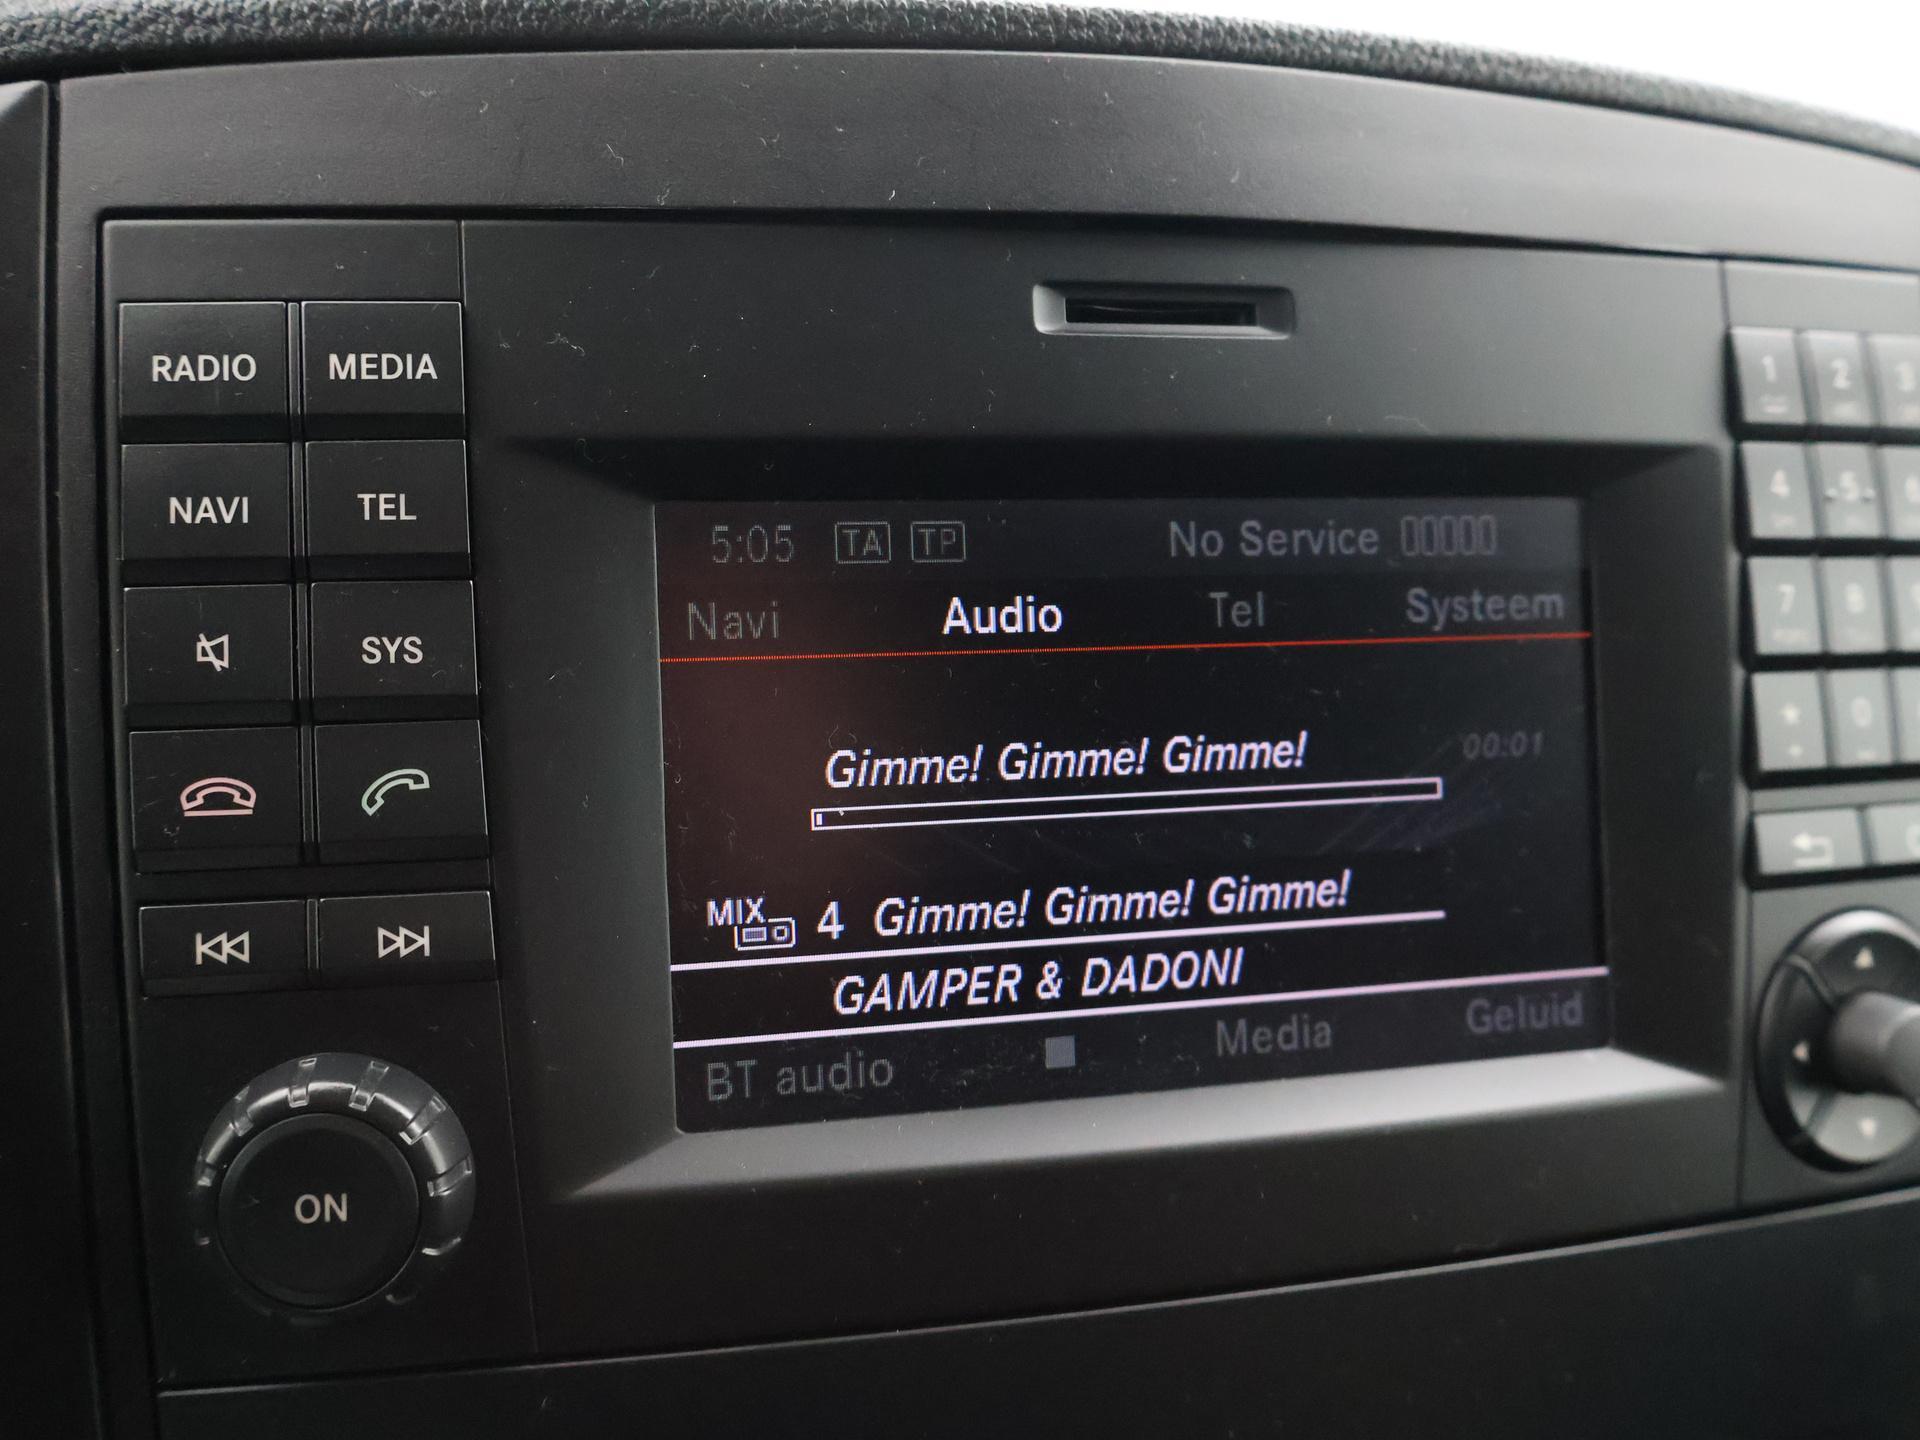 RADIO MEDIA
NAVI TEL
SYS
ON
5:05 TA TP No Service
Navi Audio Tel Systeem
Gimme! Gimme! Gimme! 00:01
MIX 4 Gimme! Gimme! Gimme!
GAMPER & DADONI
BT audio Media Geluid
1 2 3
4 5 6
7 8
* 0